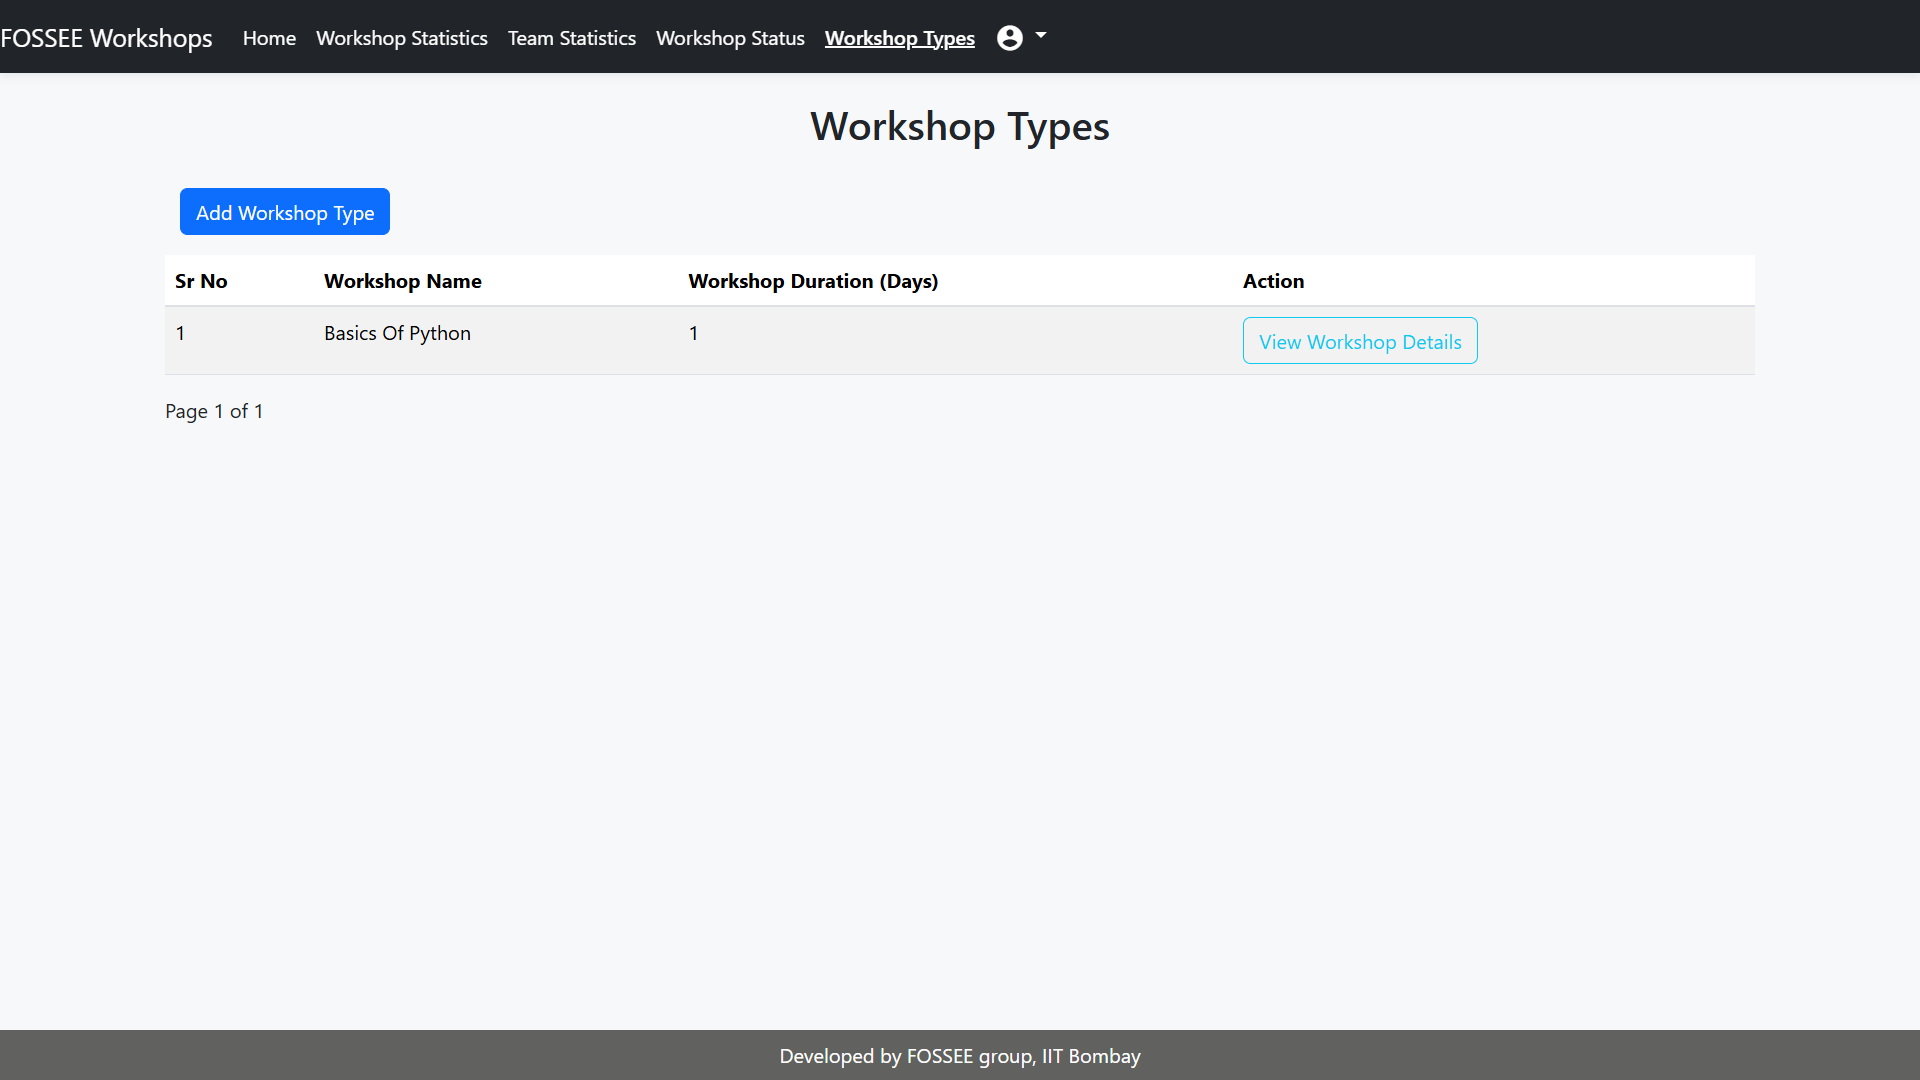 FOSSEE Workshops Home Workshop Statistics Team Statistics Workshop Status Workshop Types
Workshop Types
Add Workshop Type
Sr No Workshop Name Workshop Duration (Days) Action
1 Basics Of Python 1 View Workshop Details
Page 1 of 1
Developed by FOSSEE group, IIT Bombay